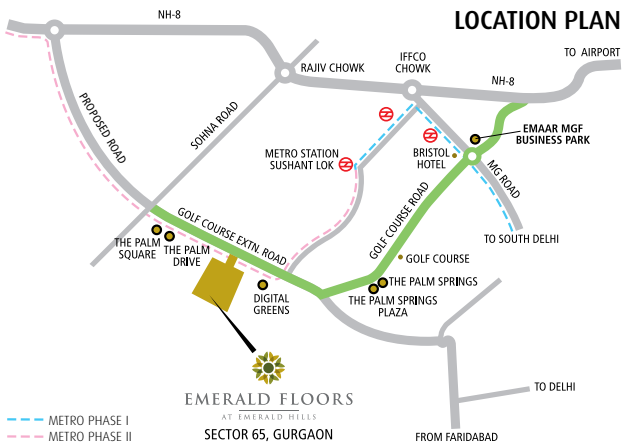 LOCATION PLAN
NH-8
IFFCO
CHOWK
TO AIRPORT
RAJIV CHOWK
NH-8
PROPOSED ROAD
SOHNA ROAD
EMAAR MGF
BUSINESS PARK
METRO STATION
SUSHANT LOK
BRISTOL
HOTEL
MG ROAD
GOLF COURSE ROAD
TO SOUTH DELHI
GOLF COURSE EXTN. ROAD
THE PALM
SQUARE
THE PALM
DRIVE
GOLF COURSE
THE PALM SPRINGS
THE PALM SPRINGS
PLAZA
DIGITAL
GREENS
EMERALD FLOORS
AT EMERALD HILLS
SECTOR 65, GURGAON
TO DELHI
FROM FARIDABAD
METRO PHASE I
METRO PHASE II